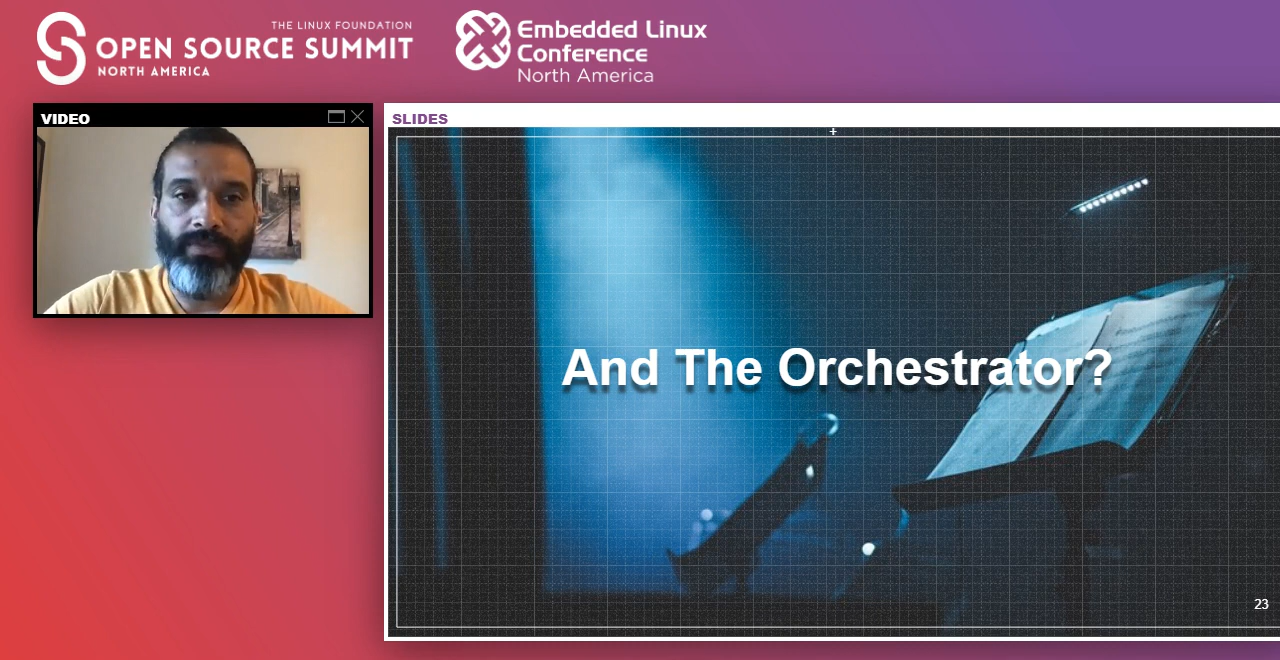 THE LINUX FOUNDATION
OPEN SOURCE SUMMIT
NORTH AMERICA
Embedded Linux
Conference
North America
VIDEO
SLIDES
And The Orchestrator?
23